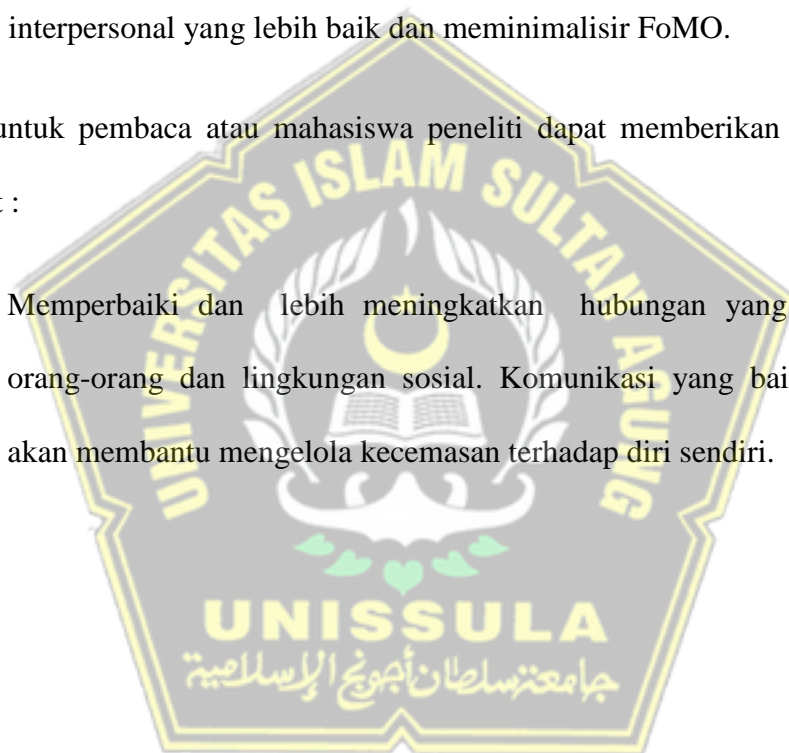 interpersonal yang lebih baik dan meminimalisir FoMO.
untuk pembaca atau mahasiswa peneliti dapat memberikan
t :
Memperbaiki dan lebih meningkatkan hubungan yang
orang-orang dan lingkungan sosial. Komunikasi yang bai
akan membantu mengelola kecemasan terhadap diri sendiri.
UNIVERSITAS ISLAM SULTAN AGUNG
UNISSULA
جامعة سلطان أجونج الإسلامية